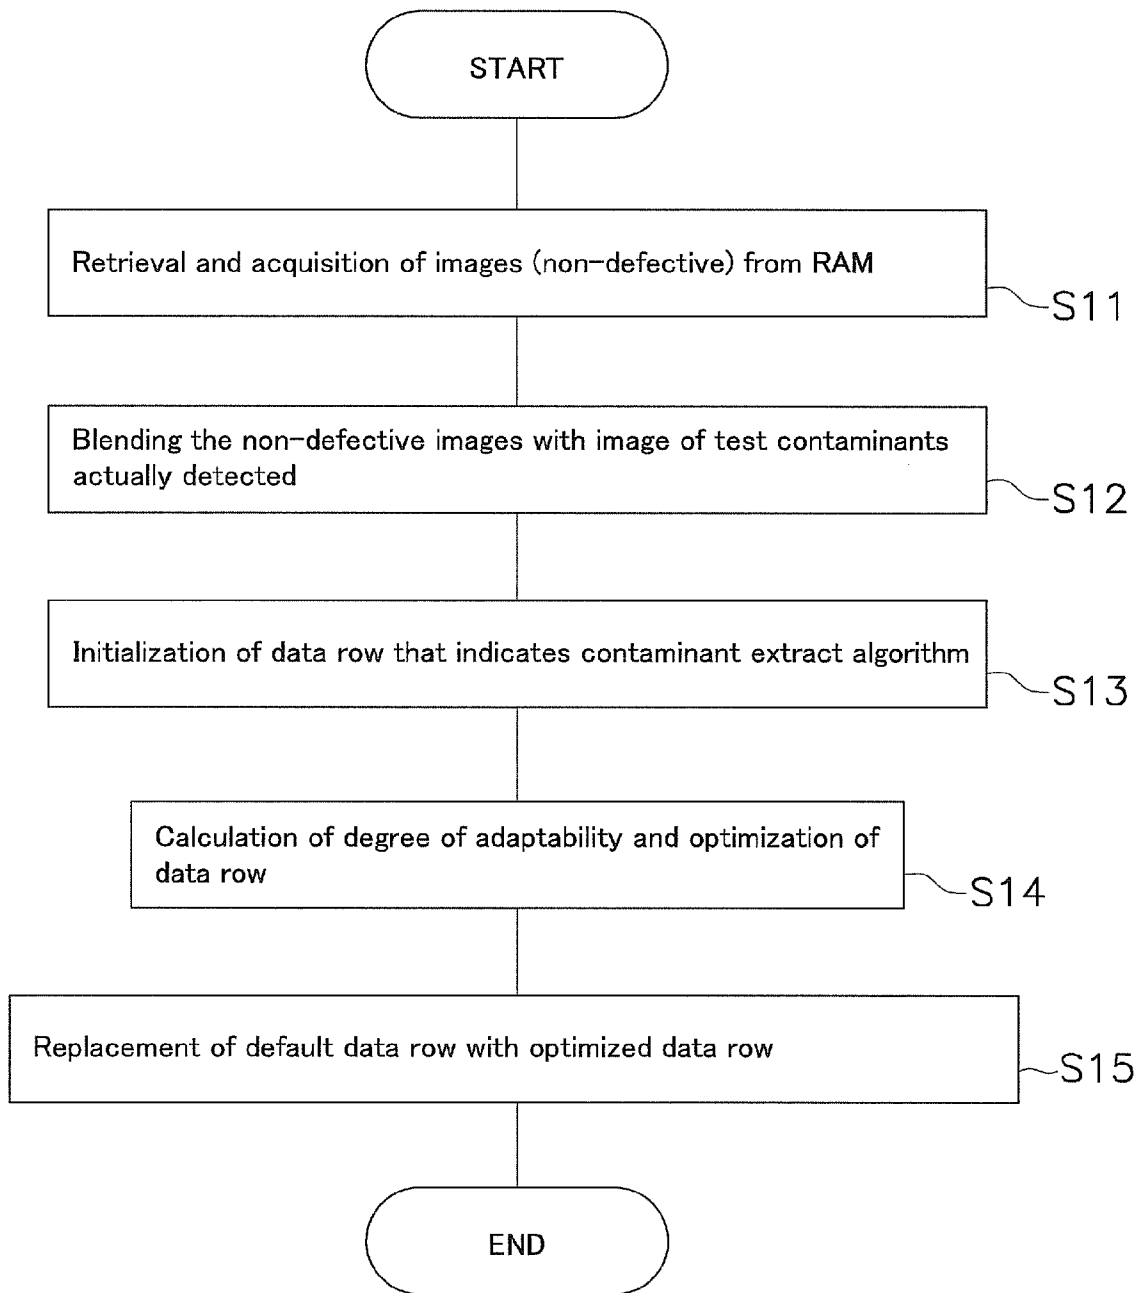 START
Retrieval and acquisition of images (non-defective) from RAM
S11
Blending the non-defective images with image of test contaminants
actually detected
S12
Initialization of data row that indicates contaminant extract algorithm
S13
Calculation of degree of adaptability and optimization of
data row
S14
Replacement of default data row with optimized data row
S15
END